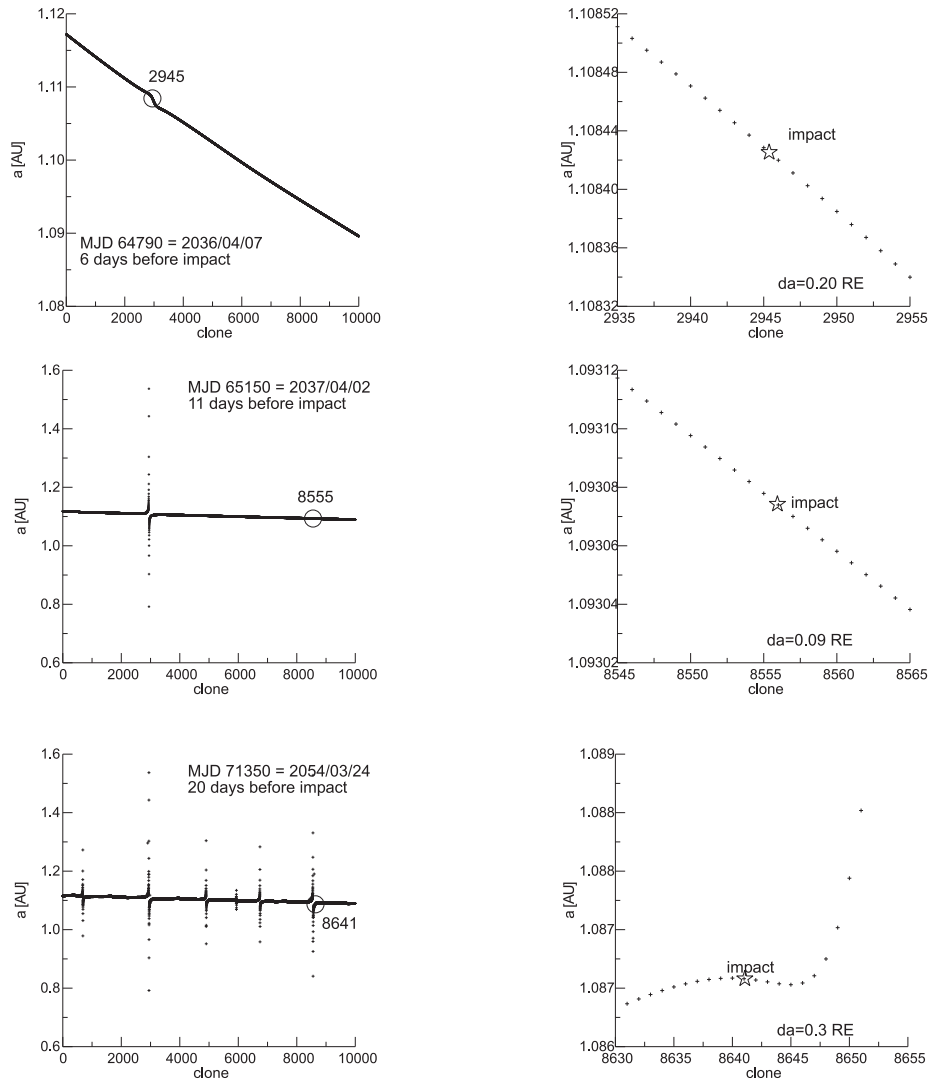 1.12
1.11
1.10
1.09
1.08
a [AU]
2945
MJD 64790 = 2036/04/07
6 days before impact
0 2000 4000 6000 8000 10000
clone
1.10852
1.10848
1.10844
1.10840
1.10836
1.10832
a [AU]
impact
da=0.20 RE
2935 2940 2945 2950 2955
clone
1.6
1.4
1.2
1.0
0.8
0.6
a [AU]
MJD 65150 = 2037/04/02
11 days before impact
8555
0 2000 4000 6000 8000 10000
clone
1.09312
1.09310
1.09308
1.09306
1.09304
1.09302
a [AU]
impact
da=0.09 RE
8545 8550 8555 8560 8565
clone
1.6
1.4
1.2
1.0
0.8
0.6
a [AU]
MJD 71350 = 2054/03/24
20 days before impact
8641
0 2000 4000 6000 8000 10000
clone
1.089
1.088
1.088
1.087
1.087
1.086
a [AU]
impact
da=0.3 RE
8630 8635 8640 8645 8650 8655
clone